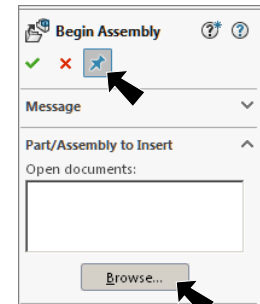 Begin Assembly
Message
Part/Assembly to Insert
Open documents:
Browse...